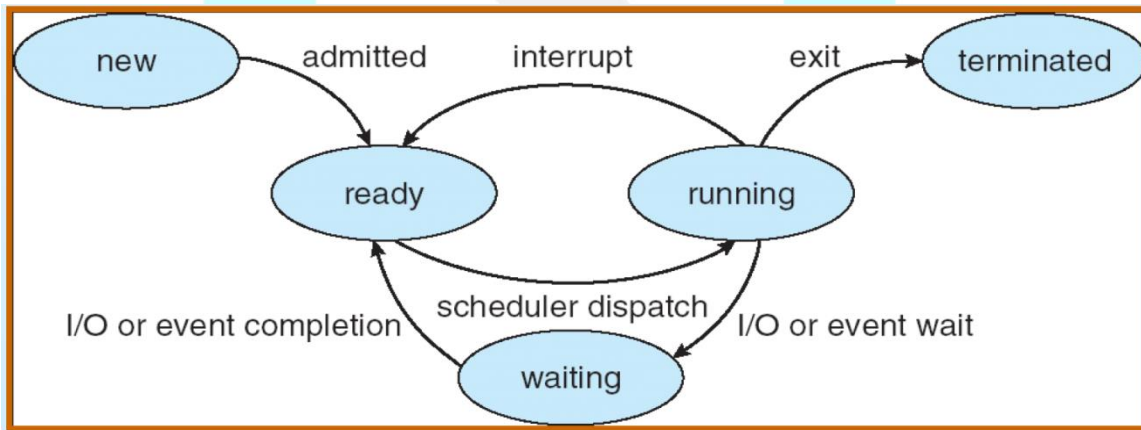 new
admitted
interrupt
exit
terminated
ready
running
scheduler dispatch
I/O or event completion
I/O or event wait
waiting